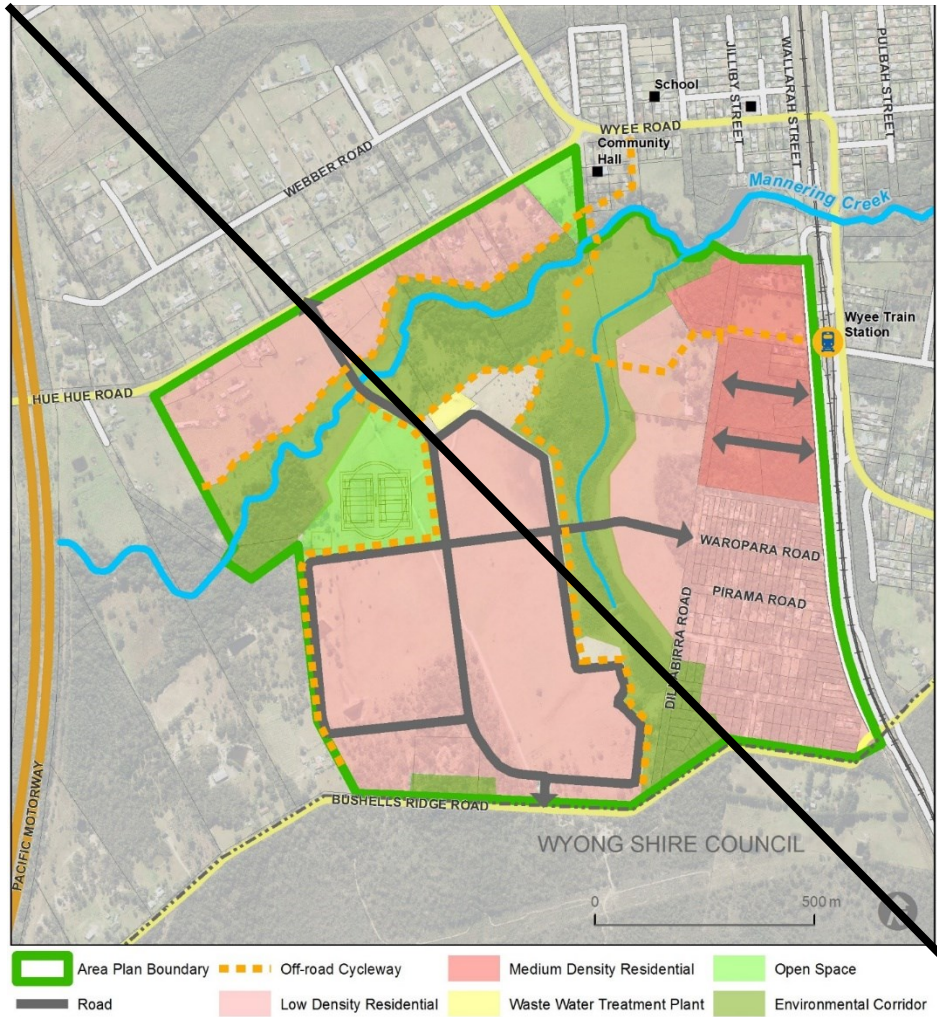 School
JILLIBY STREET
WALLARAH STREET
PULBAH STREET
WYEE ROAD
Community
Hall
WEBBER ROAD
Mannering Creek
Wyee Train
Station
HUE HUE ROAD
WAROPARA ROAD
PIRAMA ROAD
PACIFIC MOTORWAY
BUSHELLS RIDGE ROAD
WYONG SHIRE COUNCIL
0 500 m
Area Plan Boundary Off-road Cycleway Medium Density Residential Open Space
Road Low Density Residential Waste Water Treatment Plant Environmental Corridor